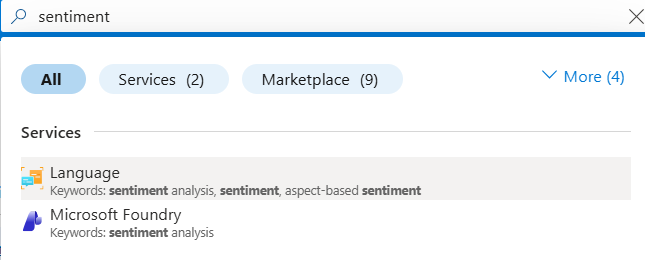 sentiment
All Services (2) Marketplace (9) More (4)
Services
Language
Keywords: sentiment analysis, sentiment, aspect-based sentiment
Microsoft Foundry
Keywords: sentiment analysis